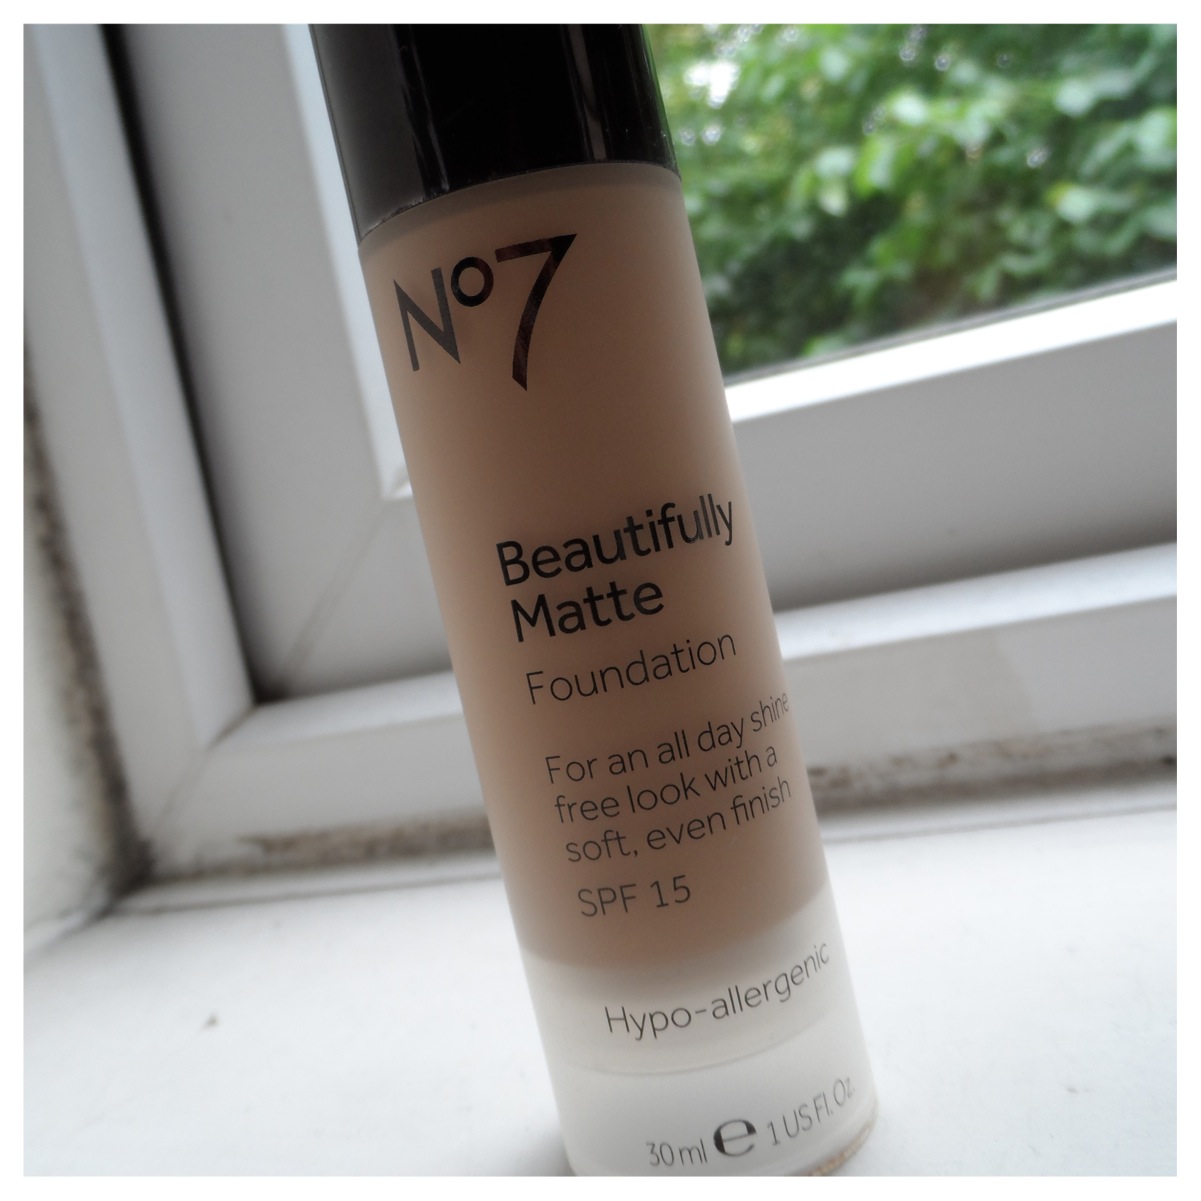 No7
Beautifully
Matte
Foundation
For an all day shine
free look with a
soft, even finish
SPF 15
Hypo-allergenic
30 ml e 1 US Fl. Oz.